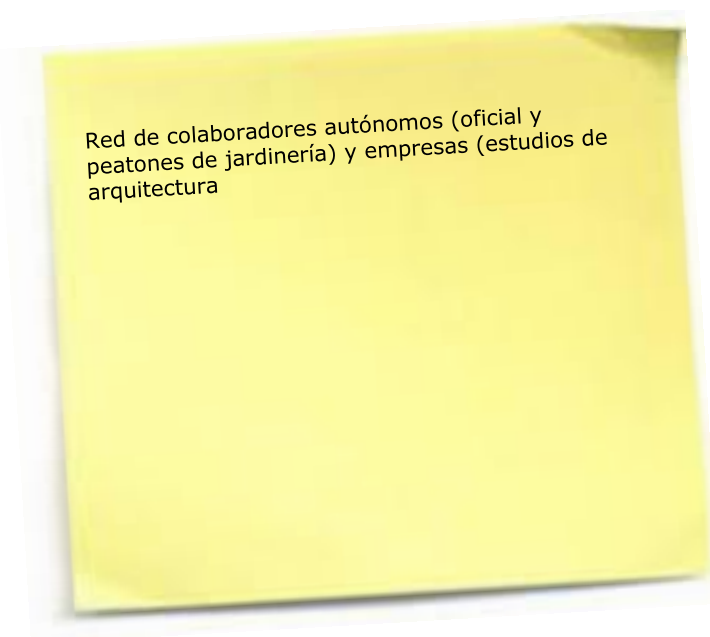 Red de colaboradores autónomos (oficial y
peatones de jardinería) y empresas (estudios de
arquitectura